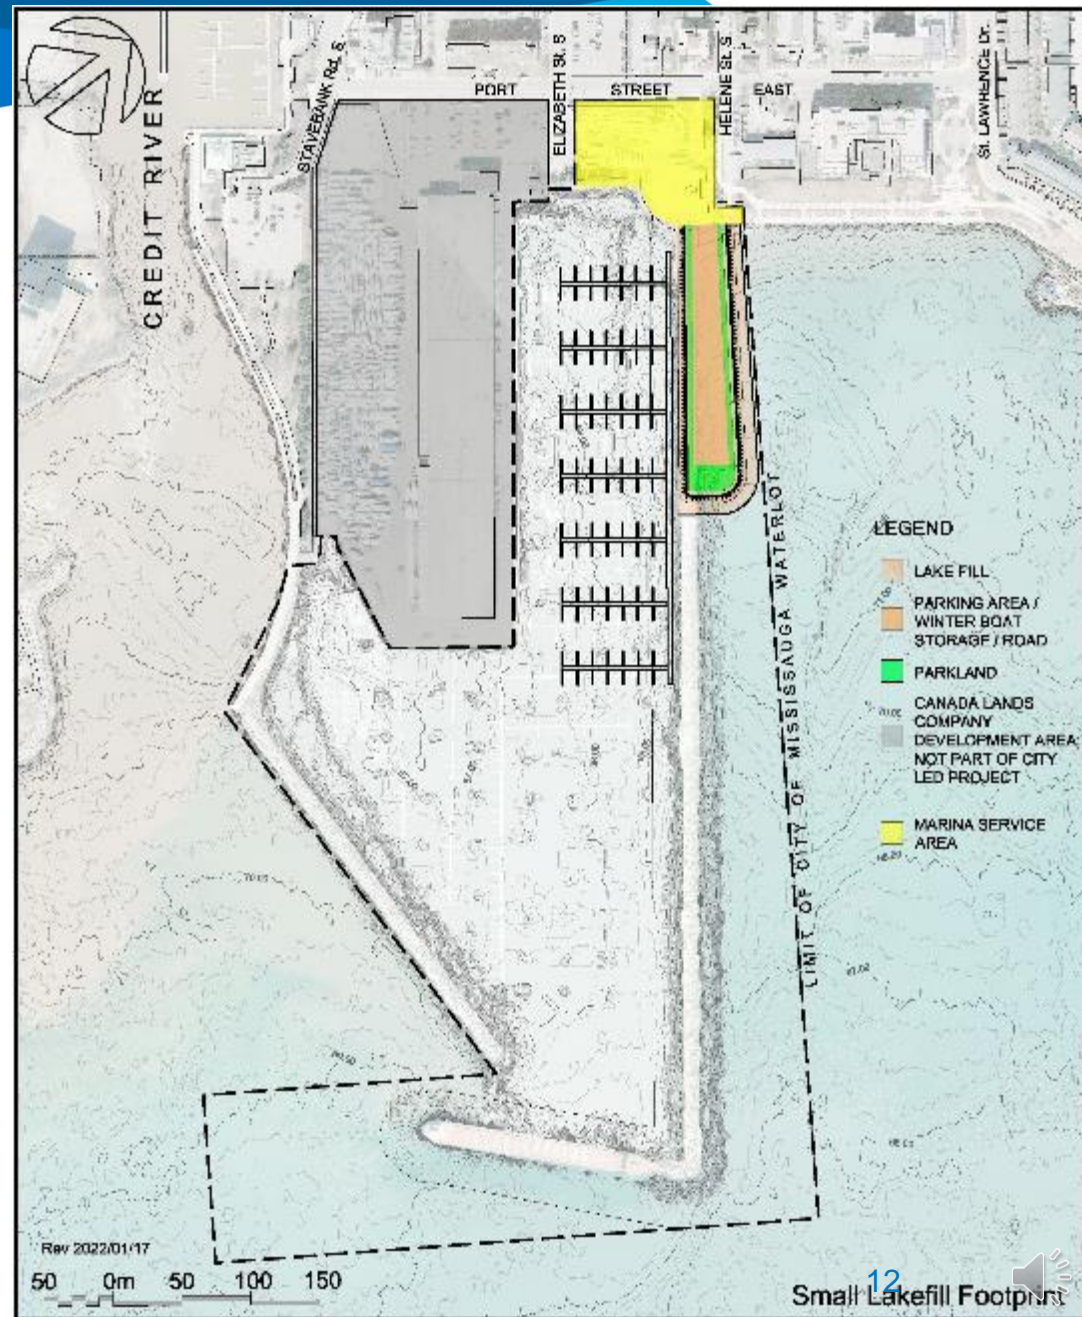 STAVEBANK Rd. S.
ELIZABETH St. S
HELENE St. S
St. LAWRENCE Dr.
PORT STREET EAST
CREDIT RIVER
LIMIT OF CITY OF MISSISSAUGA WATERLOT
LEGEND
LAKE FILL
PARKING AREA /
WINTER BOAT
STORAGE / ROAD
PARKLAND
CANADA LANDS
COMPANY
DEVELOPMENT AREA;
NOT PART OF CITY
LED PROJECT
MARINA SERVICE
AREA
Rev 2022/01/17
50 0m 50 100 150
12
Small Lakefill Footprint